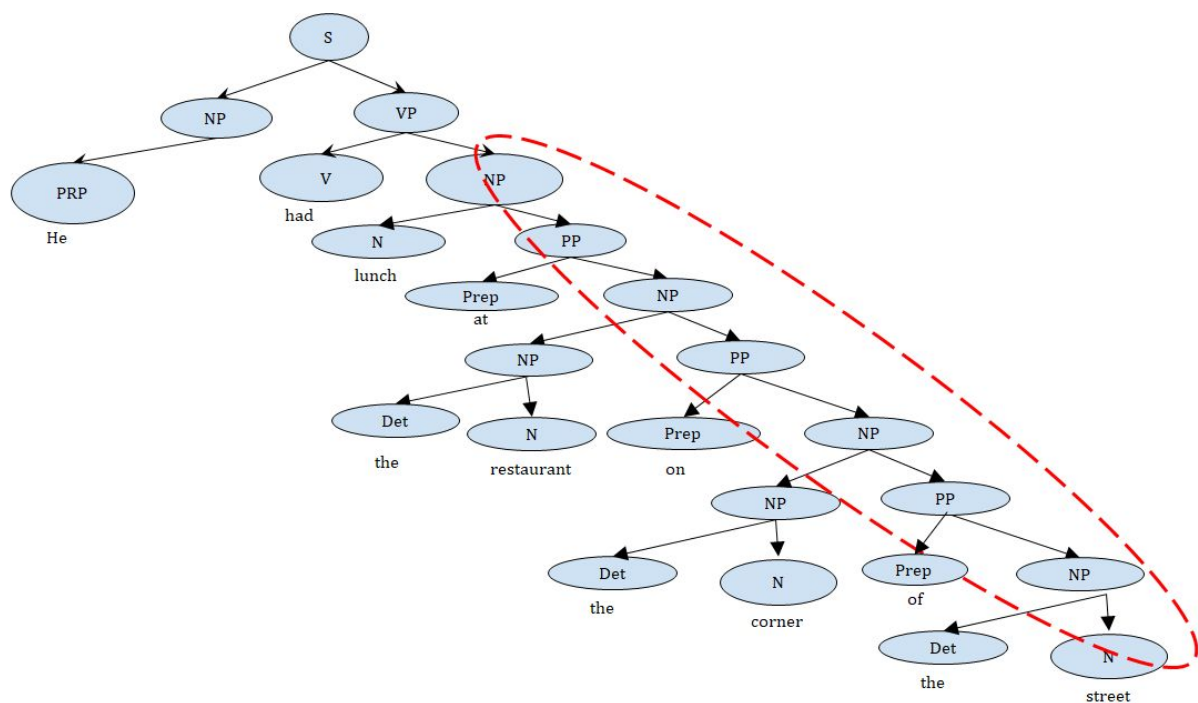 S
NP
VP
PRP
V
NP
He
had
N
PP
lunch
Prep
NP
at
NP
PP
Det
N
Prep
NP
the
restaurant
on
NP
PP
Det
N
Prep
NP
the
corner
of
Det
N
the
street